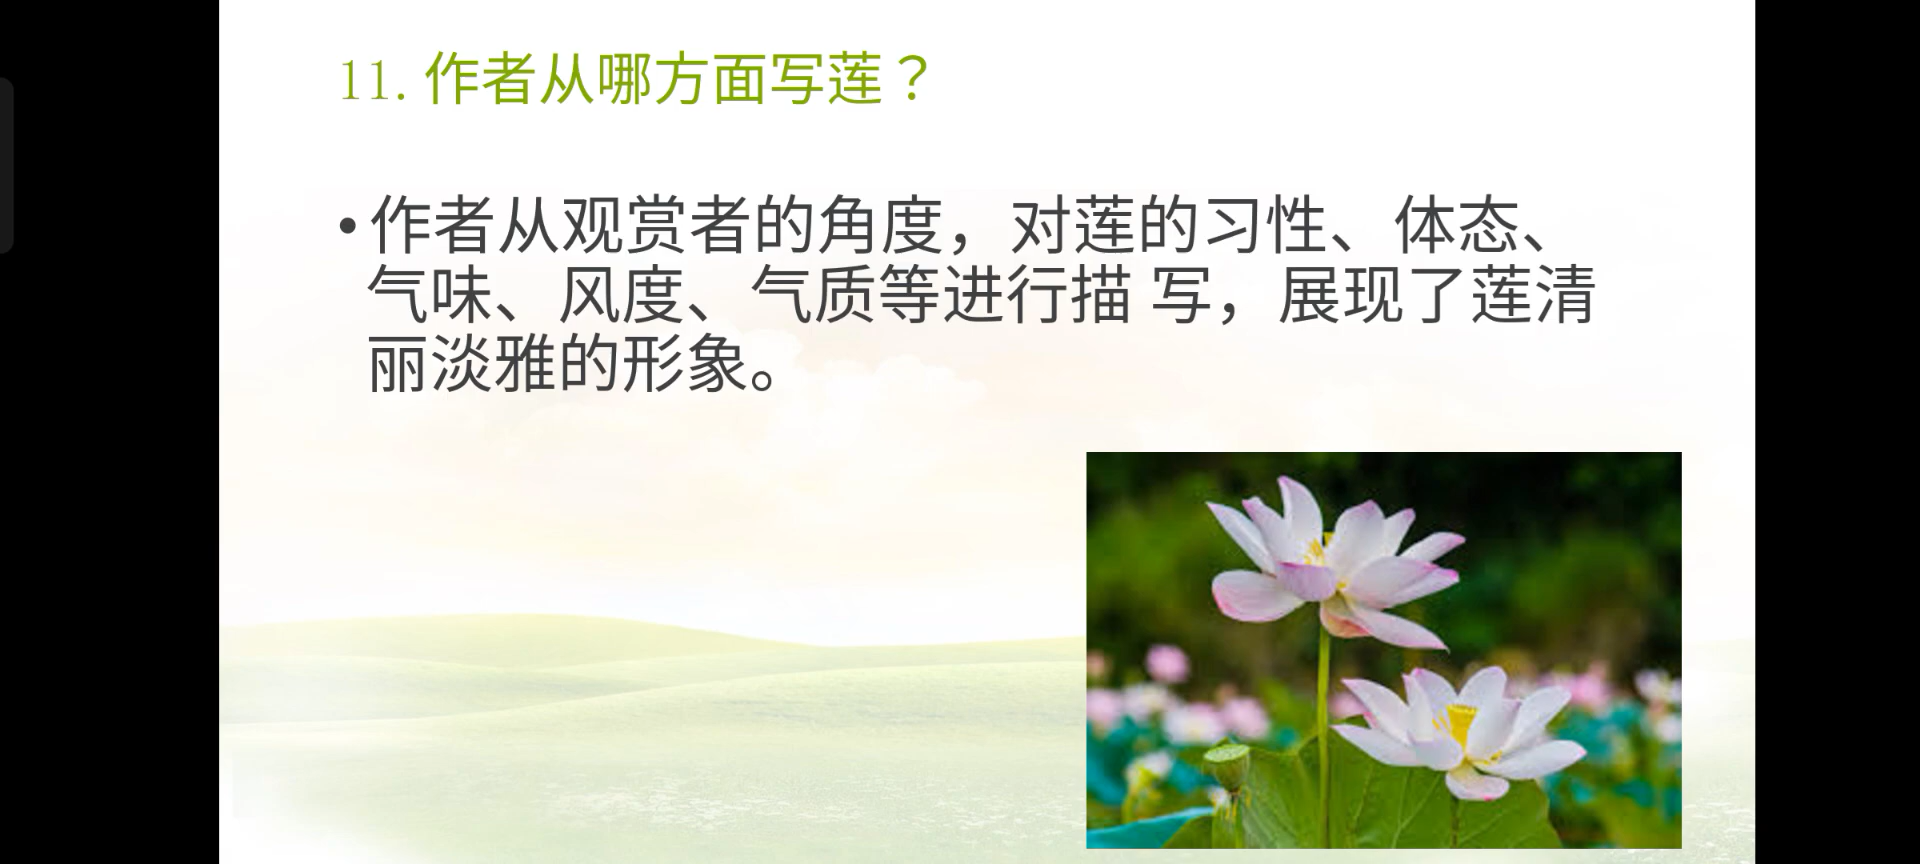 11. 作者从哪方面写莲？
•作者从观赏者的角度，对莲的习性、体态、
气味、风度、气质等进行描 写，展现了莲清
丽淡雅的形象。